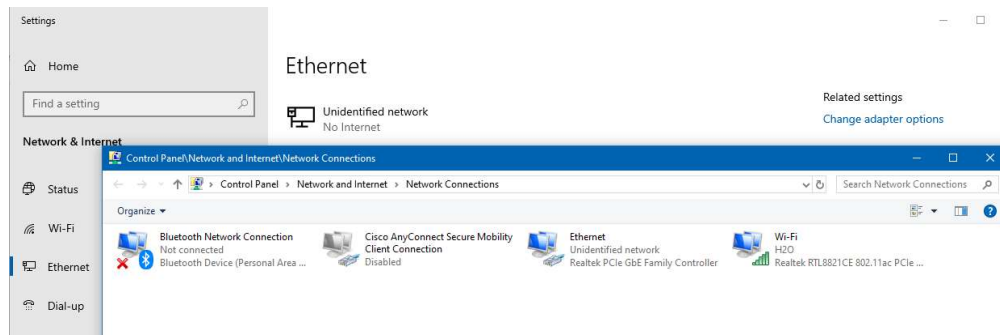 Settings
Home
Find a setting
Network & Internet
Status
Wi-Fi
Ethernet
Dial-up
Ethernet
Unidentified network
No Internet
Related settings
Change adapter options
Control Panel\Network and Internet\Network Connections
Control Panel › Network and Internet › Network Connections
Search Network Connections
Organize
Bluetooth Network Connection
Not connected
Bluetooth Device (Personal Area ...
Cisco AnyConnect Secure Mobility
Client Connection
Disabled
Ethernet
Unidentified network
Realtek PCIe GbE Family Controller
Wi-Fi
H2O
Realtek RTL8821CE 802.11ac PCIe ...